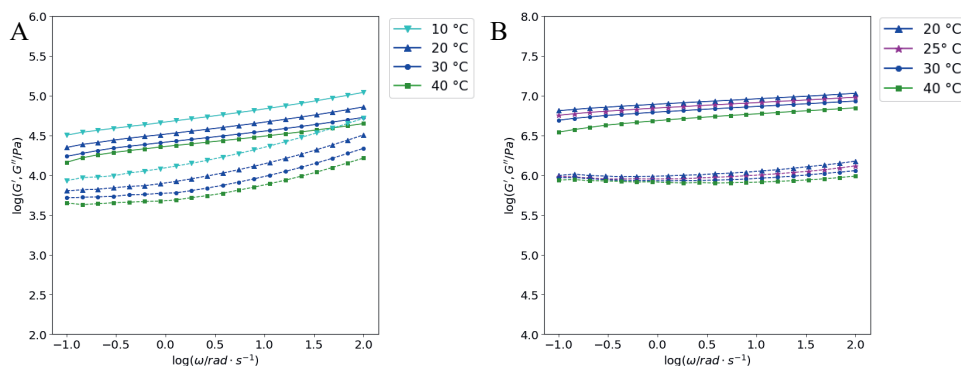 A
6.0
5.5
5.0
4.5
4.0
3.5
3.0
2.5
2.0
log(G′, G″/Pa)
−1.0 −0.5 0.0 0.5 1.0 1.5 2.0
log(ω/rad · s⁻¹)
10 °C
20 °C
30 °C
40 °C
B
8.0
7.5
7.0
6.5
6.0
5.5
5.0
4.5
4.0
log(G′, G″/Pa)
−1.0 −0.5 0.0 0.5 1.0 1.5 2.0
log(ω/rad · s⁻¹)
20 °C
25° C
30 °C
40 °C